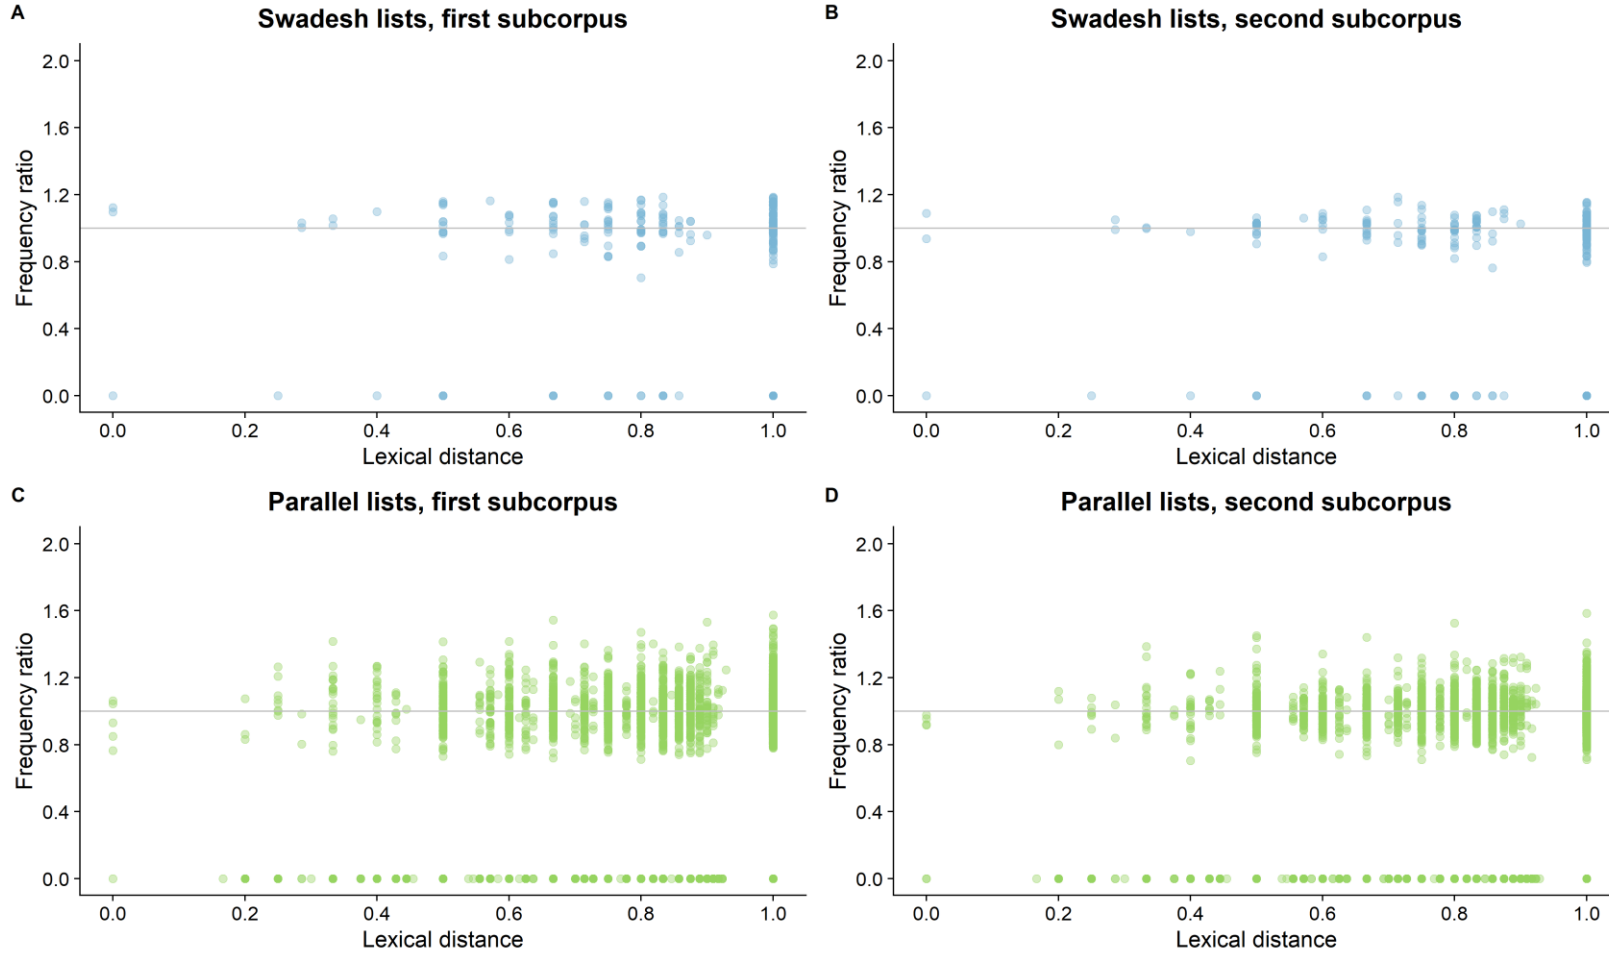 A
Swadesh lists, first subcorpus
Frequency ratio
2.0
1.6
1.2
0.8
0.4
0.0
0.0 0.2 0.4 0.6 0.8 1.0
Lexical distance
B
Swadesh lists, second subcorpus
Frequency ratio
2.0
1.6
1.2
0.8
0.4
0.0
0.0 0.2 0.4 0.6 0.8 1.0
Lexical distance
C
Parallel lists, first subcorpus
Frequency ratio
2.0
1.6
1.2
0.8
0.4
0.0
0.0 0.2 0.4 0.6 0.8 1.0
Lexical distance
D
Parallel lists, second subcorpus
Frequency ratio
2.0
1.6
1.2
0.8
0.4
0.0
0.0 0.2 0.4 0.6 0.8 1.0
Lexical distance